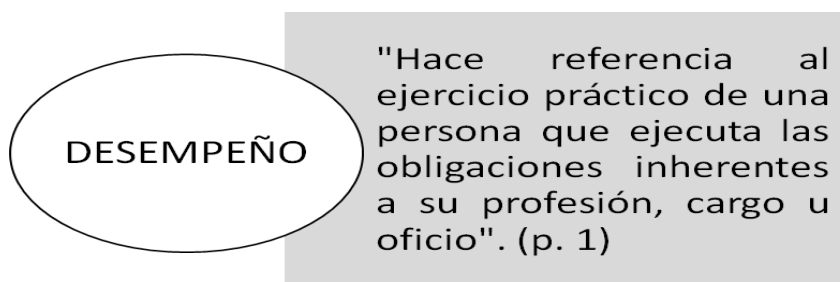 DESEMPEÑO
"Hace referencia al
ejercicio práctico de una
persona que ejecuta las
obligaciones inherentes
a su profesión, cargo u
oficio". (p. 1)